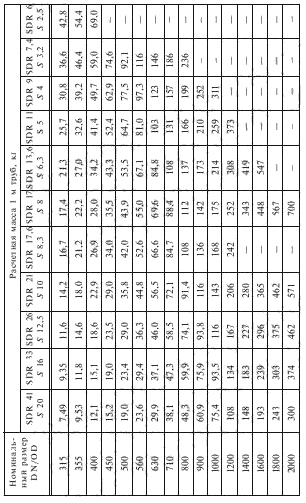 Номиналь-
ный размер
DN/OD
Расчетная масса 1 м труб, кг
SDR 41 SDR 33 SDR 26 SDR 21 SDR 17,6 SDR 17 SDR 13,6 SDR 11 SDR 9 SDR 7,4 SDR 6
S 20 S 16 S 12,5 S 10 S 8,3 S 8 S 6,3 S 5 S 4 S 3,2 S 2,5
315 7,49 9,35 11,6 14,2 16,7 17,4 21,3 25,7 30,8 36,6 42,8
355 9,53 11,8 14,6 18,0 21,2 22,2 27,0 32,6 39,2 46,4 54,4
400 12,1 15,1 18,6 22,9 26,9 28,0 34,2 41,4 49,7 59,0 69,0
450 15,2 19,0 23,5 29,0 34,0 35,5 43,3 52,4 62,9 74,6 –
500 19,0 23,4 29,0 35,8 42,0 43,9 53,5 64,7 77,5 92,1 –
560 23,6 29,4 36,3 44,8 52,6 55,0 67,1 81,0 97,3 116 –
630 29,9 37,1 46,0 56,5 66,6 69,6 84,8 103 123 146 –
710 38,1 47,3 58,5 72,1 84,7 88,4 108 131 157 186 –
800 48,3 59,9 74,1 91,4 108 112 137 166 199 236 –
900 60,9 75,9 93,8 116 136 142 173 210 252 – –
1000 75,4 93,5 116 143 168 175 214 259 311 – –
1200 108 134 167 206 242 252 308 373 – – –
1400 148 183 227 280 – 343 419 – – – –
1600 193 239 296 365 – 448 547 – – – –
1800 243 303 375 462 – 567 – – – – –
2000 300 374 462 571 – 700 – – – – –